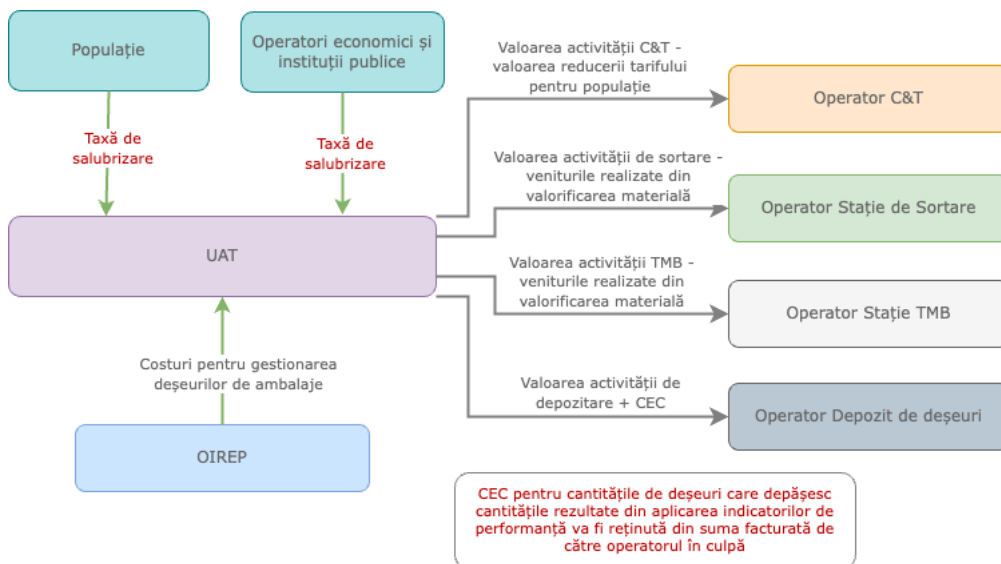 Populație
Operatori economici și
instituții publice
Valoarea activității C&T -
valoarea reducerii tarifului
pentru populație
Operator C&T
Taxă de
salubrizare
Taxă de
salubrizare
Valoarea activității de sortare -
veniturile realizate din
valorificarea materială
Operator Stație de Sortare
UAT
Valoarea activității TMB -
veniturile realizate din
valorificarea materială
Operator Stație TMB
Costuri pentru gestionarea
deșeurilor de ambalaje
Valoarea activității de
depozitare + CEC
Operator Depozit de deșeuri
OIREP
CEC pentru cantitățile de deșeuri care depășesc
cantitățile rezultate din aplicarea indicatorilor de
performanță va fi reținută din suma facturată de
către operatorul în culpă